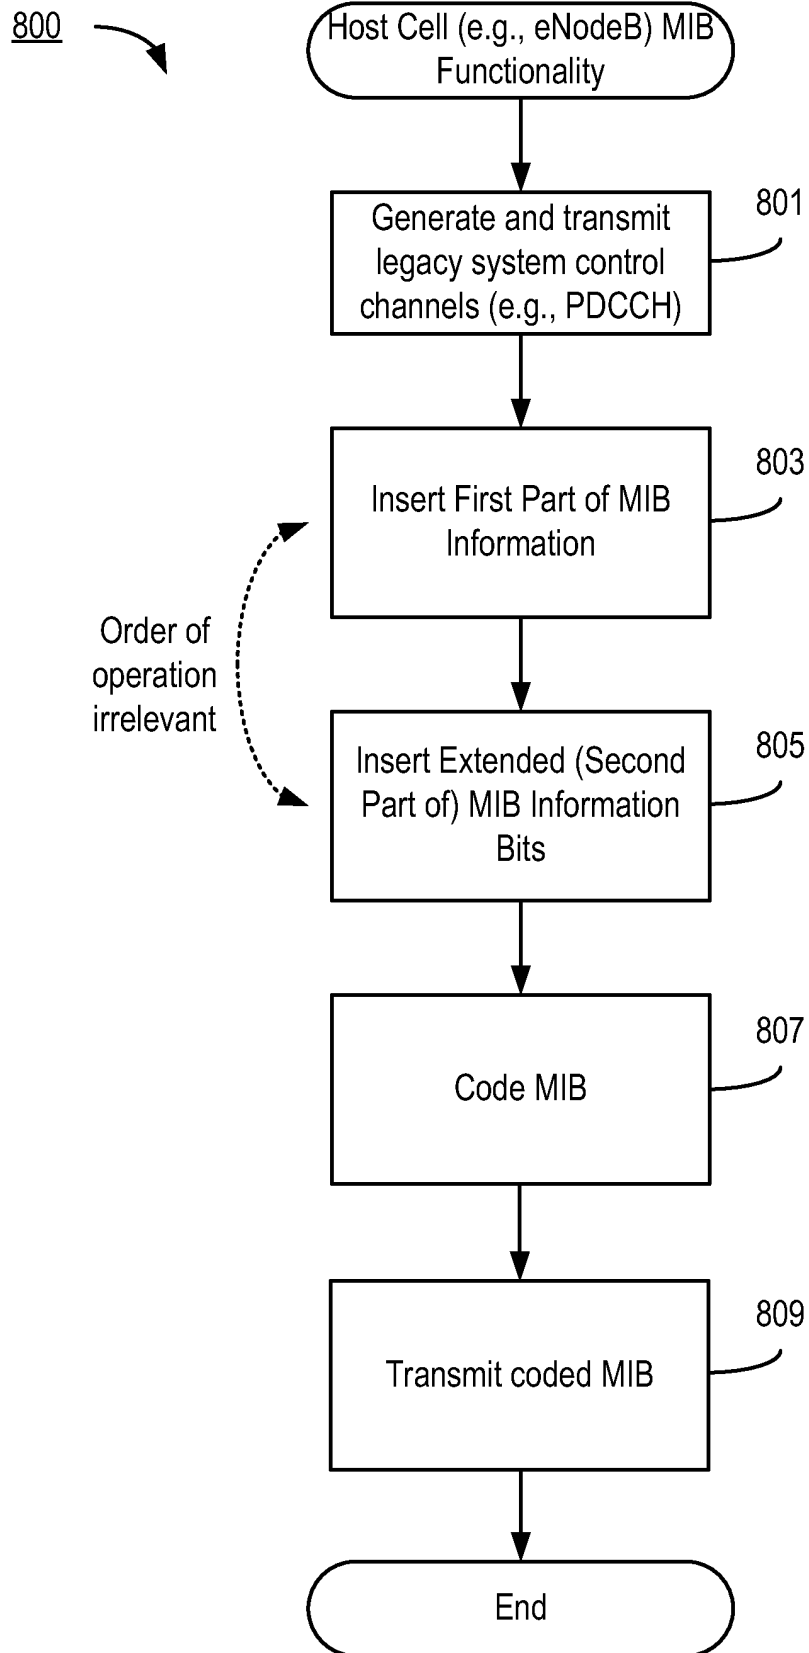 800
Host Cell (e.g., eNodeB) MIB
Functionality
Generate and transmit
legacy system control
channels (e.g., PDCCH)
801
Insert First Part of MIB
Information
803
Order of
operation
irrelevant
Insert Extended (Second
Part of) MIB Information
Bits
805
Code MIB
807
Transmit coded MIB
809
End